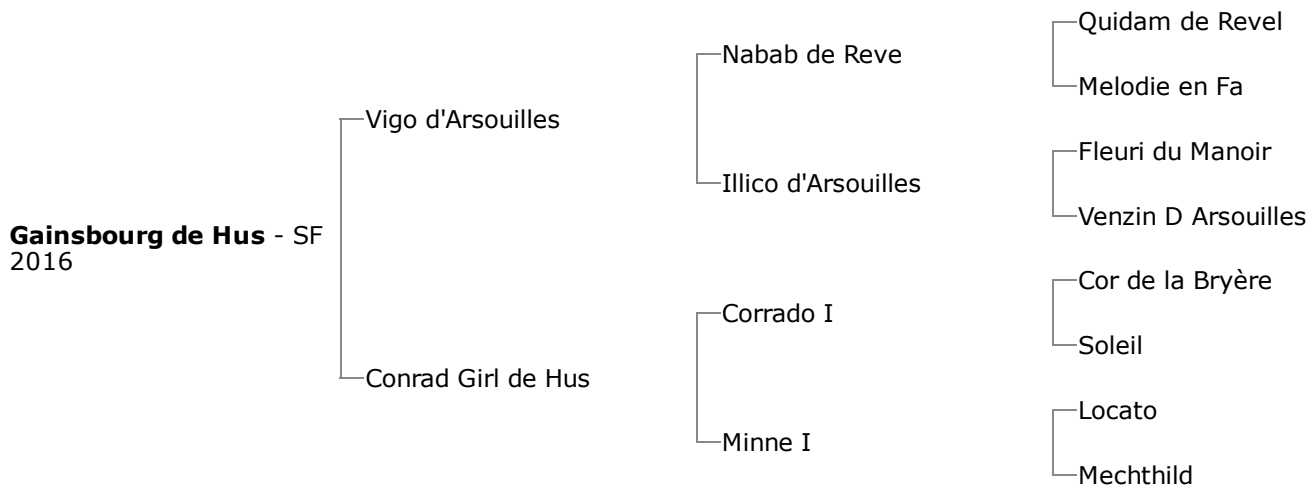 Quidam de Revel
Nabab de Reve
Melodie en Fa
Vigo d'Arsouilles
Fleuri du Manoir
Illico d'Arsouilles
Venzin D Arsouilles
Gainsbourg de Hus - SF
2016
Cor de la Bryère
Corrado I
Soleil
Conrad Girl de Hus
Locato
Minne I
Mechthild